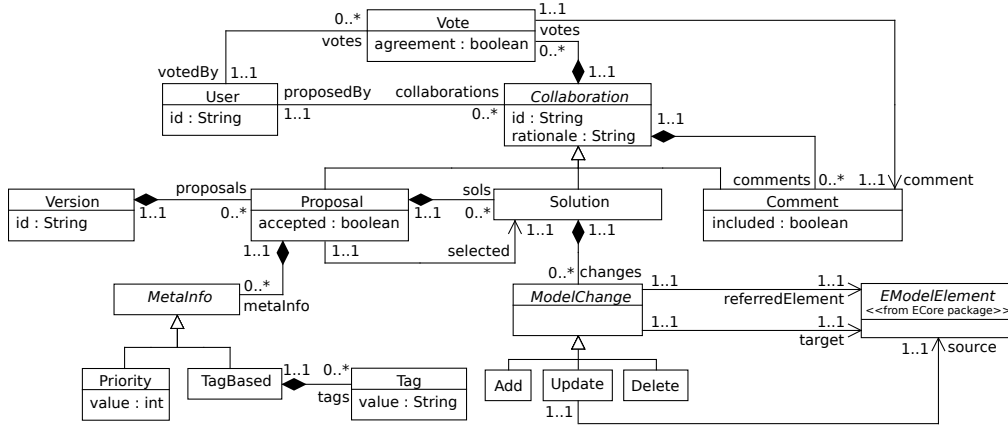 0..*
Vote
1..1
votes
agreement : boolean
votes
0..*
votedBy
1..1
1..1
User
proposedBy
collaborations
Collaboration
id : String
1..1
0..*
id : String
rationale : String
1..1
comments
0..*
1..1
comment
Version
proposals
Proposal
sols
Solution
Comment
id : String
1..1
0..*
accepted : boolean
1..1
0..*
included : boolean
1..1
1..1
selected
1..1
1..1
0..*
changes
MetaInfo
0..*
metaInfo
ModelChange
1..1
1..1
referredElement
EModelElement
<<from ECore package>>
1..1
1..1
target
1..1
source
Priority
value : int
TagBased
1..1
0..*
tags
Tag
value : String
Add
Update
Delete
1..1